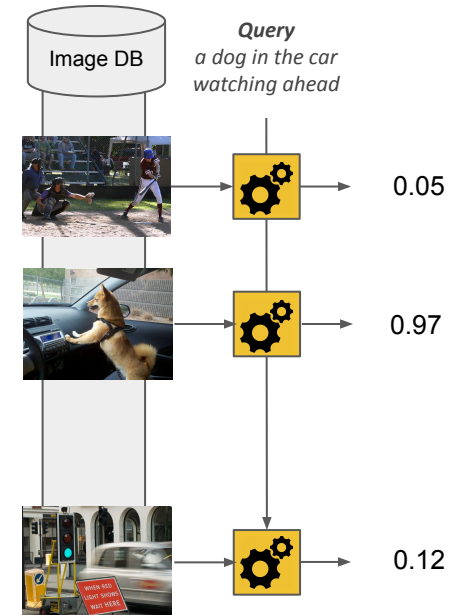 Image DB
Query
a dog in the car
watching ahead
0.05
0.97
0.12
WHEN RED
LIGHT SHOWS
WAIT HERE